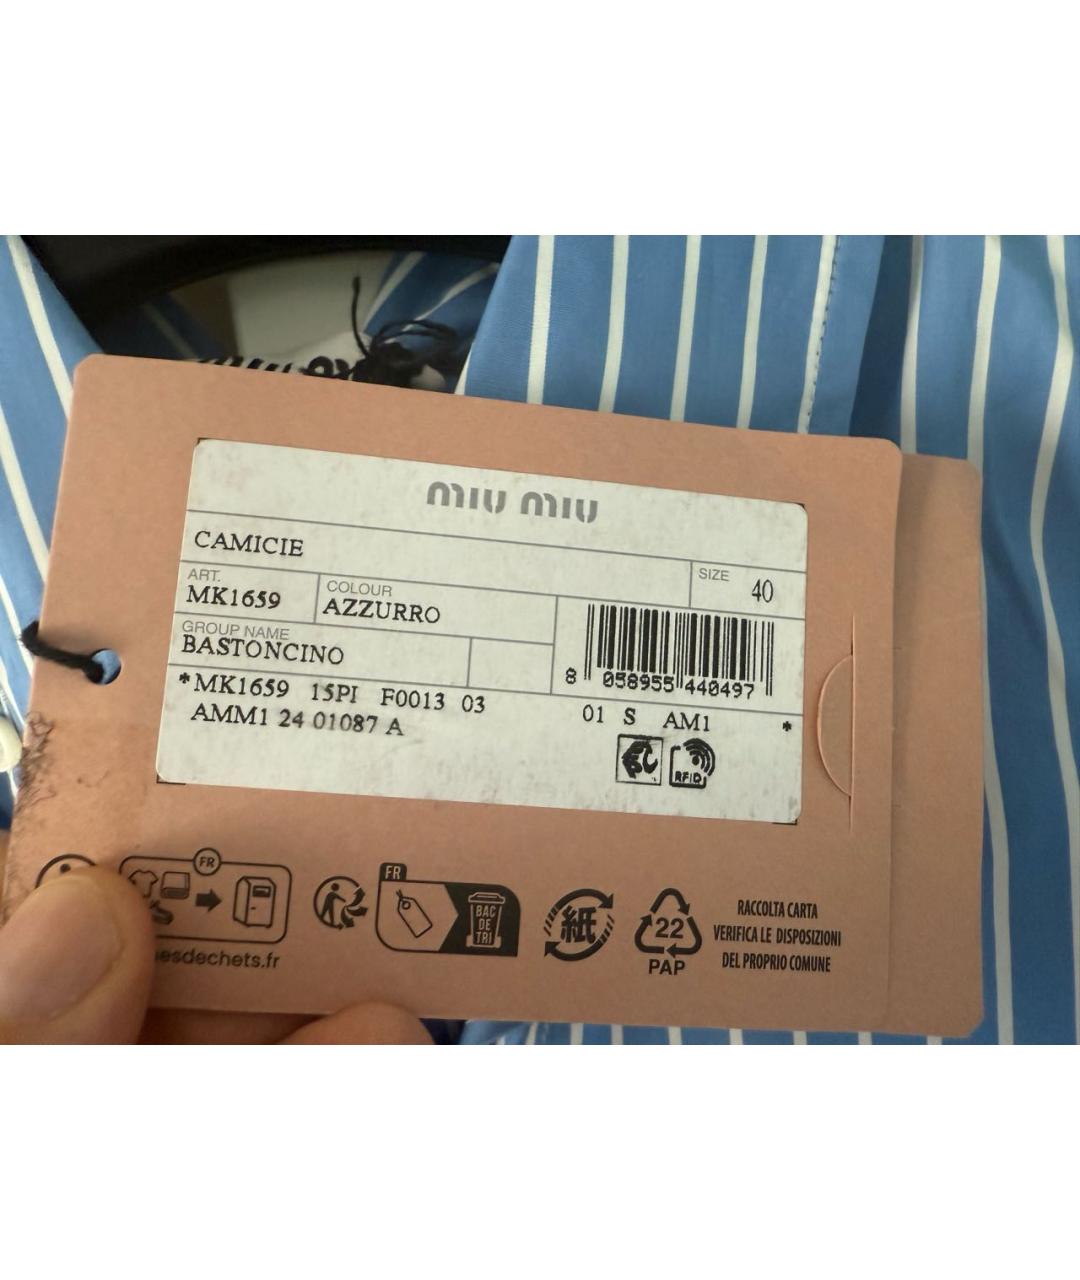 miu miu
CAMICIE
SIZE 40
ART. MK1659
COLOUR AZZURRO
GROUP NAME
BASTONCINO
8 058955 440497
*MK1659 15PI F0013 03 01 S AM1 *
AMM1 24 01087 A
RFID
FR
FR
BAC
DE
TRI
紙
22
PAP
RACCOLTA CARTA
VERIFICA LE DISPOSIZIONI
DEL PROPRIO COMUNE